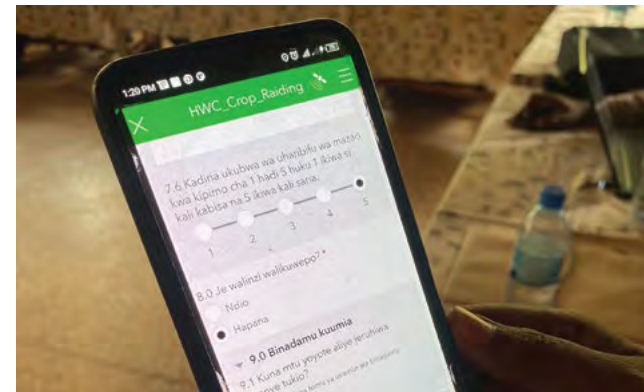 1:20 PM
HWC_Crop_Raiding
7.6 Kadiria ukubwa wa uharibifu wa mazao
kwa kipimo cha 1 hadi 5 huku 1 ikiwa si
kali kabisa na 5 ikiwa kali sana.
1 2 3 4 5
8.0 Je walinzi walikuwepo?*
Ndio
Hapana
9.0 Binadamu kuumia
9.1 Kuna mtu yoyote aliye jeruhiwa
tukio?